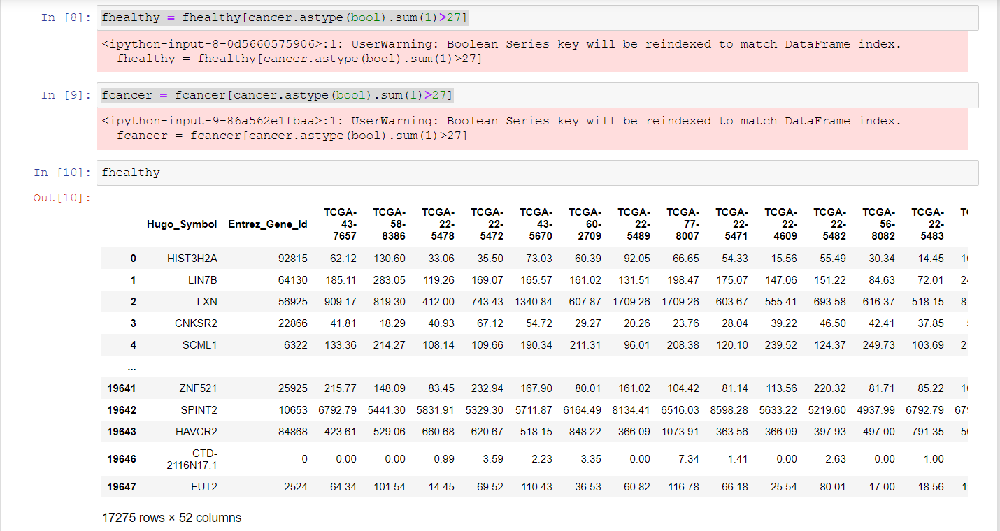 In [8]: fhealthy = fhealthy[cancer.astype(bool).sum(1)>27]
<ipython-input-8-0d5660575906>:1: UserWarning: Boolean Series key will be reindexed to match DataFrame index.
fhealthy = fhealthy[cancer.astype(bool).sum(1)>27]
In [9]: fcancer = fcancer[cancer.astype(bool).sum(1)>27]
<ipython-input-9-86a562e1fbaa>:1: UserWarning: Boolean Series key will be reindexed to match DataFrame index.
fcancer = fcancer[cancer.astype(bool).sum(1)>27]
In [10]: fhealthy
Out[10]:
TCGA- TCGA- TCGA- TCGA- TCGA- TCGA- TCGA- TCGA- TCGA- TCGA- TCGA- TCGA- TCGA-
Hugo_Symbol Entrez_Gene_Id 43- 58- 22- 22- 43- 60- 22- 77- 22- 22- 22- 56- 22-
7657 8386 5478 5472 5670 2709 5489 8007 5471 4609 5482 8082 5483
0 HIST3H2A 92815 62.12 130.60 33.06 35.50 73.03 60.39 92.05 66.65 54.33 15.56 55.49 30.34 14.45
1 LIN7B 64130 185.11 283.05 119.26 169.07 165.57 161.02 131.51 198.47 175.07 147.06 151.22 84.63 72.01
2 LXN 56925 909.17 819.30 412.00 743.43 1340.84 607.87 1709.26 1709.26 603.67 555.41 693.58 616.37 518.15
3 CNKSR2 22866 41.81 18.29 40.93 67.12 54.72 29.27 20.26 23.76 28.04 39.22 46.50 42.41 37.85
4 SCML1 6322 133.36 214.27 108.14 109.66 190.34 211.31 96.01 208.38 120.10 239.52 124.37 249.73 103.69
... ... ... ... ... ... ... ... ... ... ... ... ... ... ... ... ...
19641 ZNF521 25925 215.77 148.09 83.45 232.94 167.90 80.01 161.02 104.42 81.14 113.56 220.32 81.71 85.22
19642 SPINT2 10653 6792.79 5441.30 5831.91 5329.30 5711.87 6164.49 8134.41 6516.03 8598.28 5633.22 5219.60 4937.99 6792.79
19643 HAVCR2 84868 423.61 529.06 660.68 620.67 518.15 848.22 366.09 1073.91 363.56 366.09 397.93 497.00 791.35
CTD-
19646 2116N17.1 0 0.00 0.00 0.99 3.59 2.23 3.35 0.00 7.34 1.41 0.00 2.63 0.00 1.00
19647 FUT2 2524 64.34 101.54 14.45 69.52 110.43 36.53 60.82 116.78 66.18 25.54 80.01 17.00 18.56
17275 rows × 52 columns